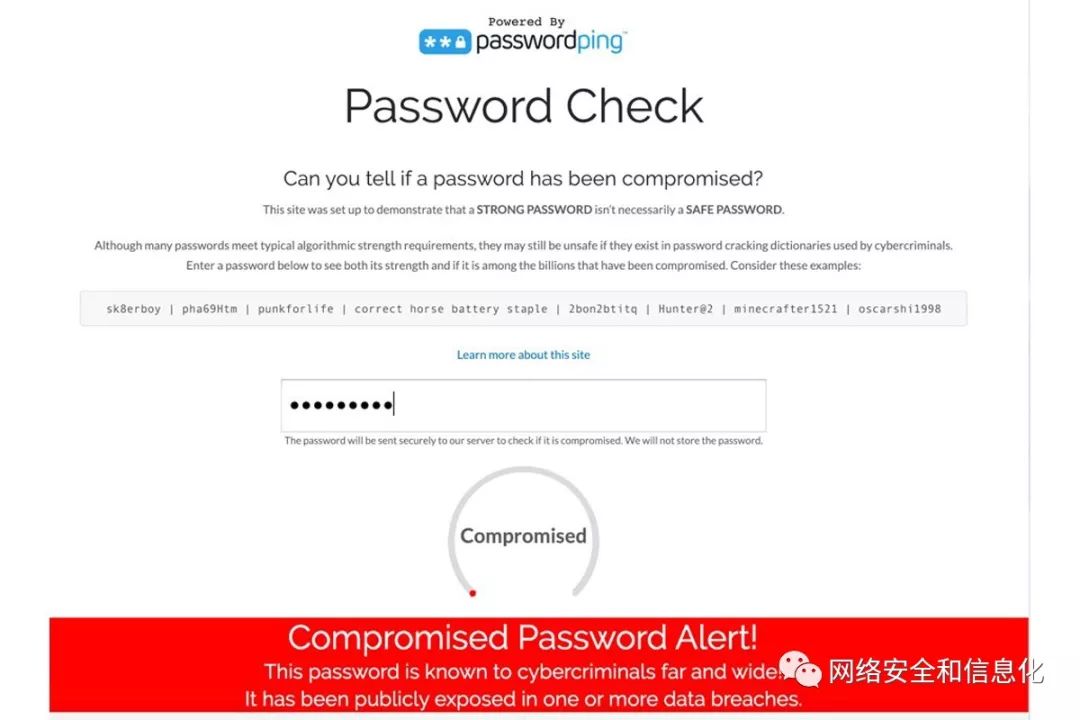 Powered By
passwordping™
Password Check
Can you tell if a password has been compromised?
This site was set up to demonstrate that a STRONG PASSWORD isn't necessarily a SAFE PASSWORD.
Although many passwords meet typical algorithmic strength requirements, they may still be unsafe if they exist in password cracking dictionaries used by cybercriminals.
Enter a password below to see both its strength and if it is among the billions that have been compromised. Consider these examples:
sk8erboy | pha69Htm | punkforlife | correct horse battery staple | 2bon2btitq | Hunter@2 | minecrafter1521 | oscarshi1998
Learn more about this site
•••••••••
The password will be sent securely to our server to check if it is compromised. We will not store the password.
Compromised
Compromised Password Alert!
This password is known to cybercriminals far and wide!
It has been publicly exposed in one or more data breaches.
网络安全和信息化